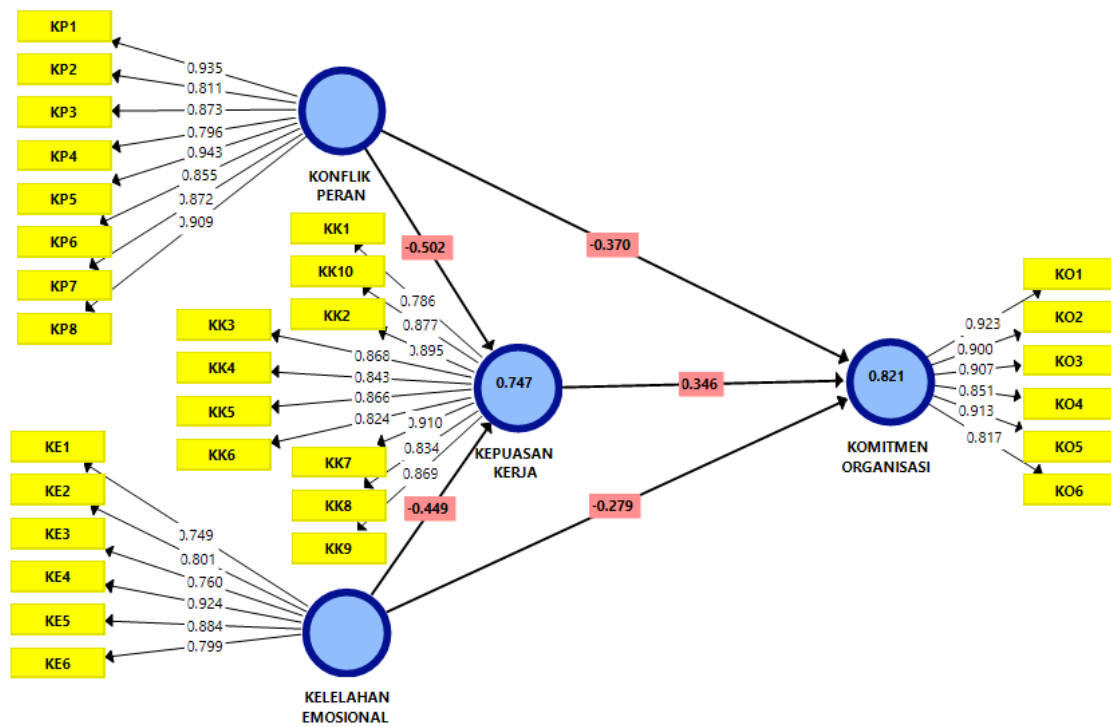 KP1
KP2
KP3
KP4
KP5
KP6
KP7
KP8
0.935
0.811
0.873
0.796
0.943
0.855
0.872
0.909
KONFLIK
PERAN
-0.502
-0.370
KK1
KK10
KK2
KK3
KK4
KK5
KK6
KK7
KK8
KK9
0.786
0.877
0.895
0.868
0.843
0.866
0.824
0.910
0.834
0.869
0.747
KEPUASAN
KERJA
0.346
-0.449
-0.279
KE1
KE2
KE3
KE4
KE5
KE6
0.749
0.801
0.760
0.924
0.884
0.799
KELELAHAN
EMOSIONAL
0.821
KOMITMEN
ORGANISASI
0.923
0.900
0.907
0.851
0.913
0.817
KO1
KO2
KO3
KO4
KO5
KO6